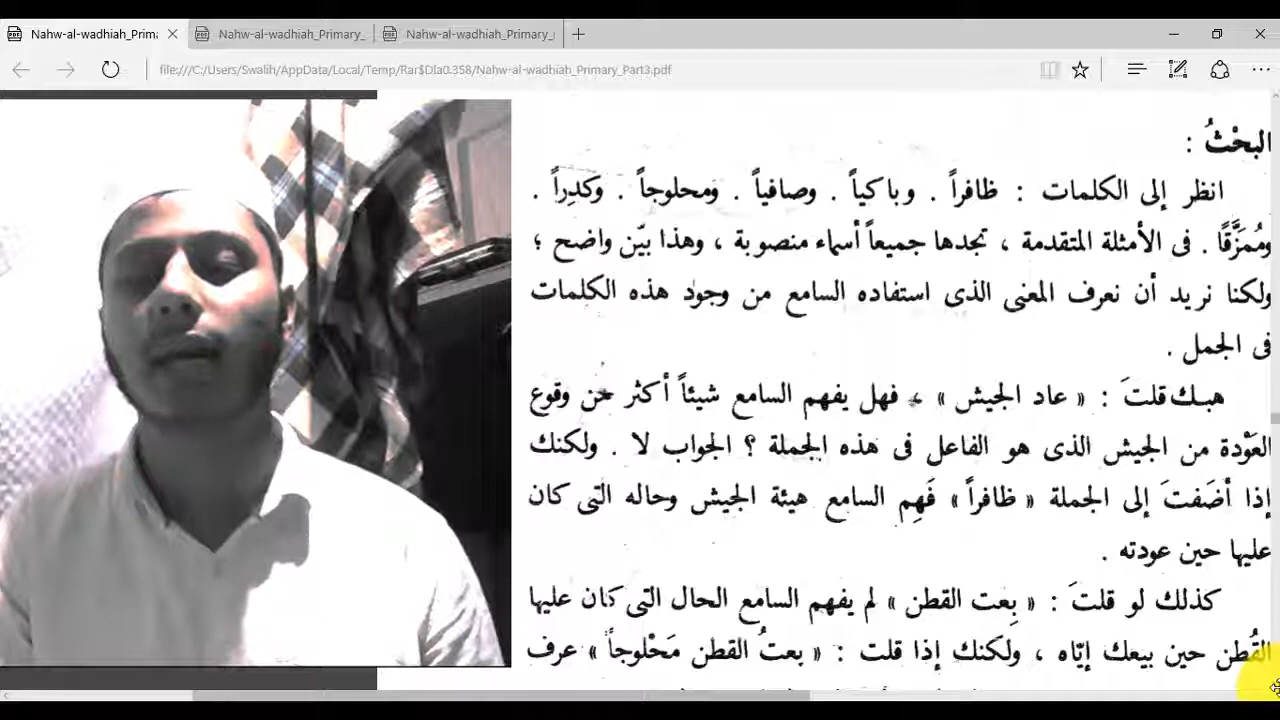 Nahw-al-wadhiah_Prima
Nahw-al-wadhiah_Primary_
Nahw-al-wadhiah_Primary_
file:///C:/Users/Swalih/AppData/Local/Temp/Rar$DIa0.358/Nahw-al-wadhiah_Primary_Part3.pdf
البحْثُ :
انظر إلى الكلمات : ظافراً . وباكياً . وصافياً . ومحلوجاً . وكدِراً .
ومُمَزَّقًا . فى الأمثلة المتقدمة ، تجدها جميعاً أسماء منصوبة ، وهذا بيّن واضح ؛
ولكنا نريد أن نعرف المعنى الذى استفاده السامع من وجود هذه الكلمات
فى الجمل .
هبك قلتَ : « عاد الجيش » ، فهل يفهم السامع شيئاً أكثر من وقوع
العَوْدة من الجيش الذى هو الفاعل فى هذه الجملة ؟ الجواب لا . ولكنك
إذا أضَفتَ إلى الجملة « ظافراً » فَهِم السامع هيئة الجيش وحاله التى كان
عليها حين عودته .
كذلك لو قلتَ : « بِعت القطن » لم يفهم السامع الحال التى كان عليها
القُطن حين بيعك إيّاه ، ولكنك إذا قلت : « بعتُ القطن مَحْلوجاً » عرف